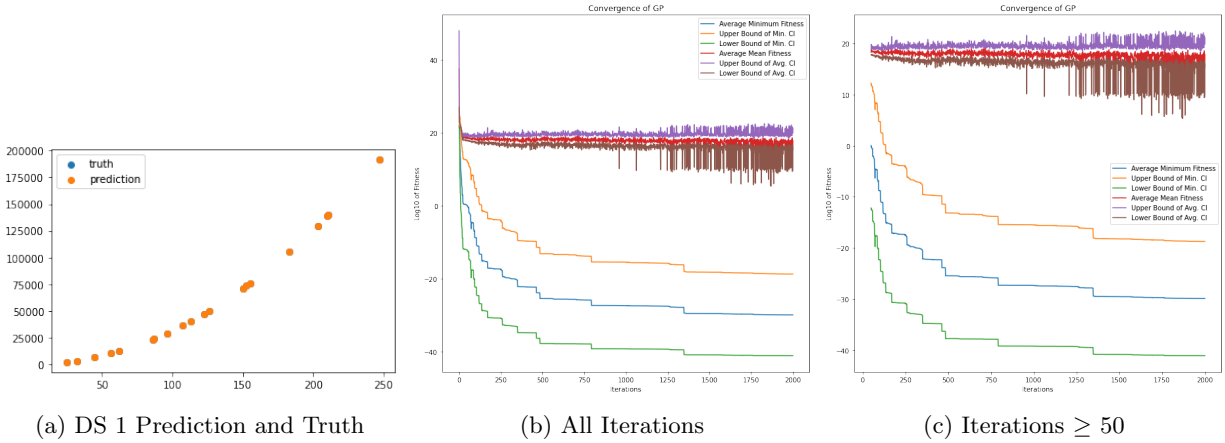 200000
175000
150000
125000
100000
75000
50000
25000
0
truth
prediction
50
100
150
200
250
(a) DS 1 Prediction and Truth
Convergence of GP
Log10 of Fitness
40
20
0
−20
−40
Average Minimum Fitness
Upper Bound of Min. CI
Lower Bound of Min. CI
Average Mean Fitness
Upper Bound of Avg. CI
Lower Bound of Avg. CI
0
250
500
750
1000
1250
1500
1750
2000
Iterations
(b) All Iterations
Convergence of GP
Log10 of Fitness
20
10
0
−10
−20
−30
−40
Average Minimum Fitness
Upper Bound of Min. CI
Lower Bound of Min. CI
Average Mean Fitness
Upper Bound of Avg. CI
Lower Bound of Avg. CI
0
250
500
750
1000
1250
1500
1750
2000
Iterations
(c) Iterations ≥ 50